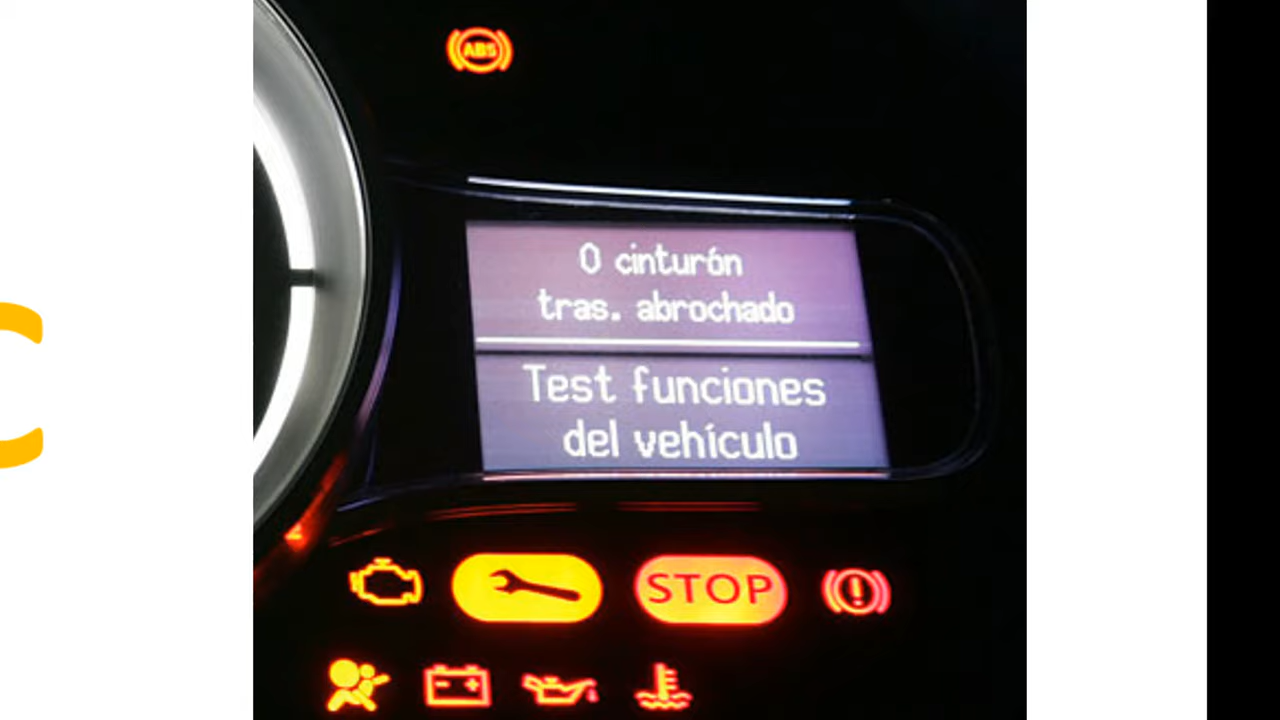 ABS
0 cinturón
tras. abrochado
Test funciones
del vehículo
STOP